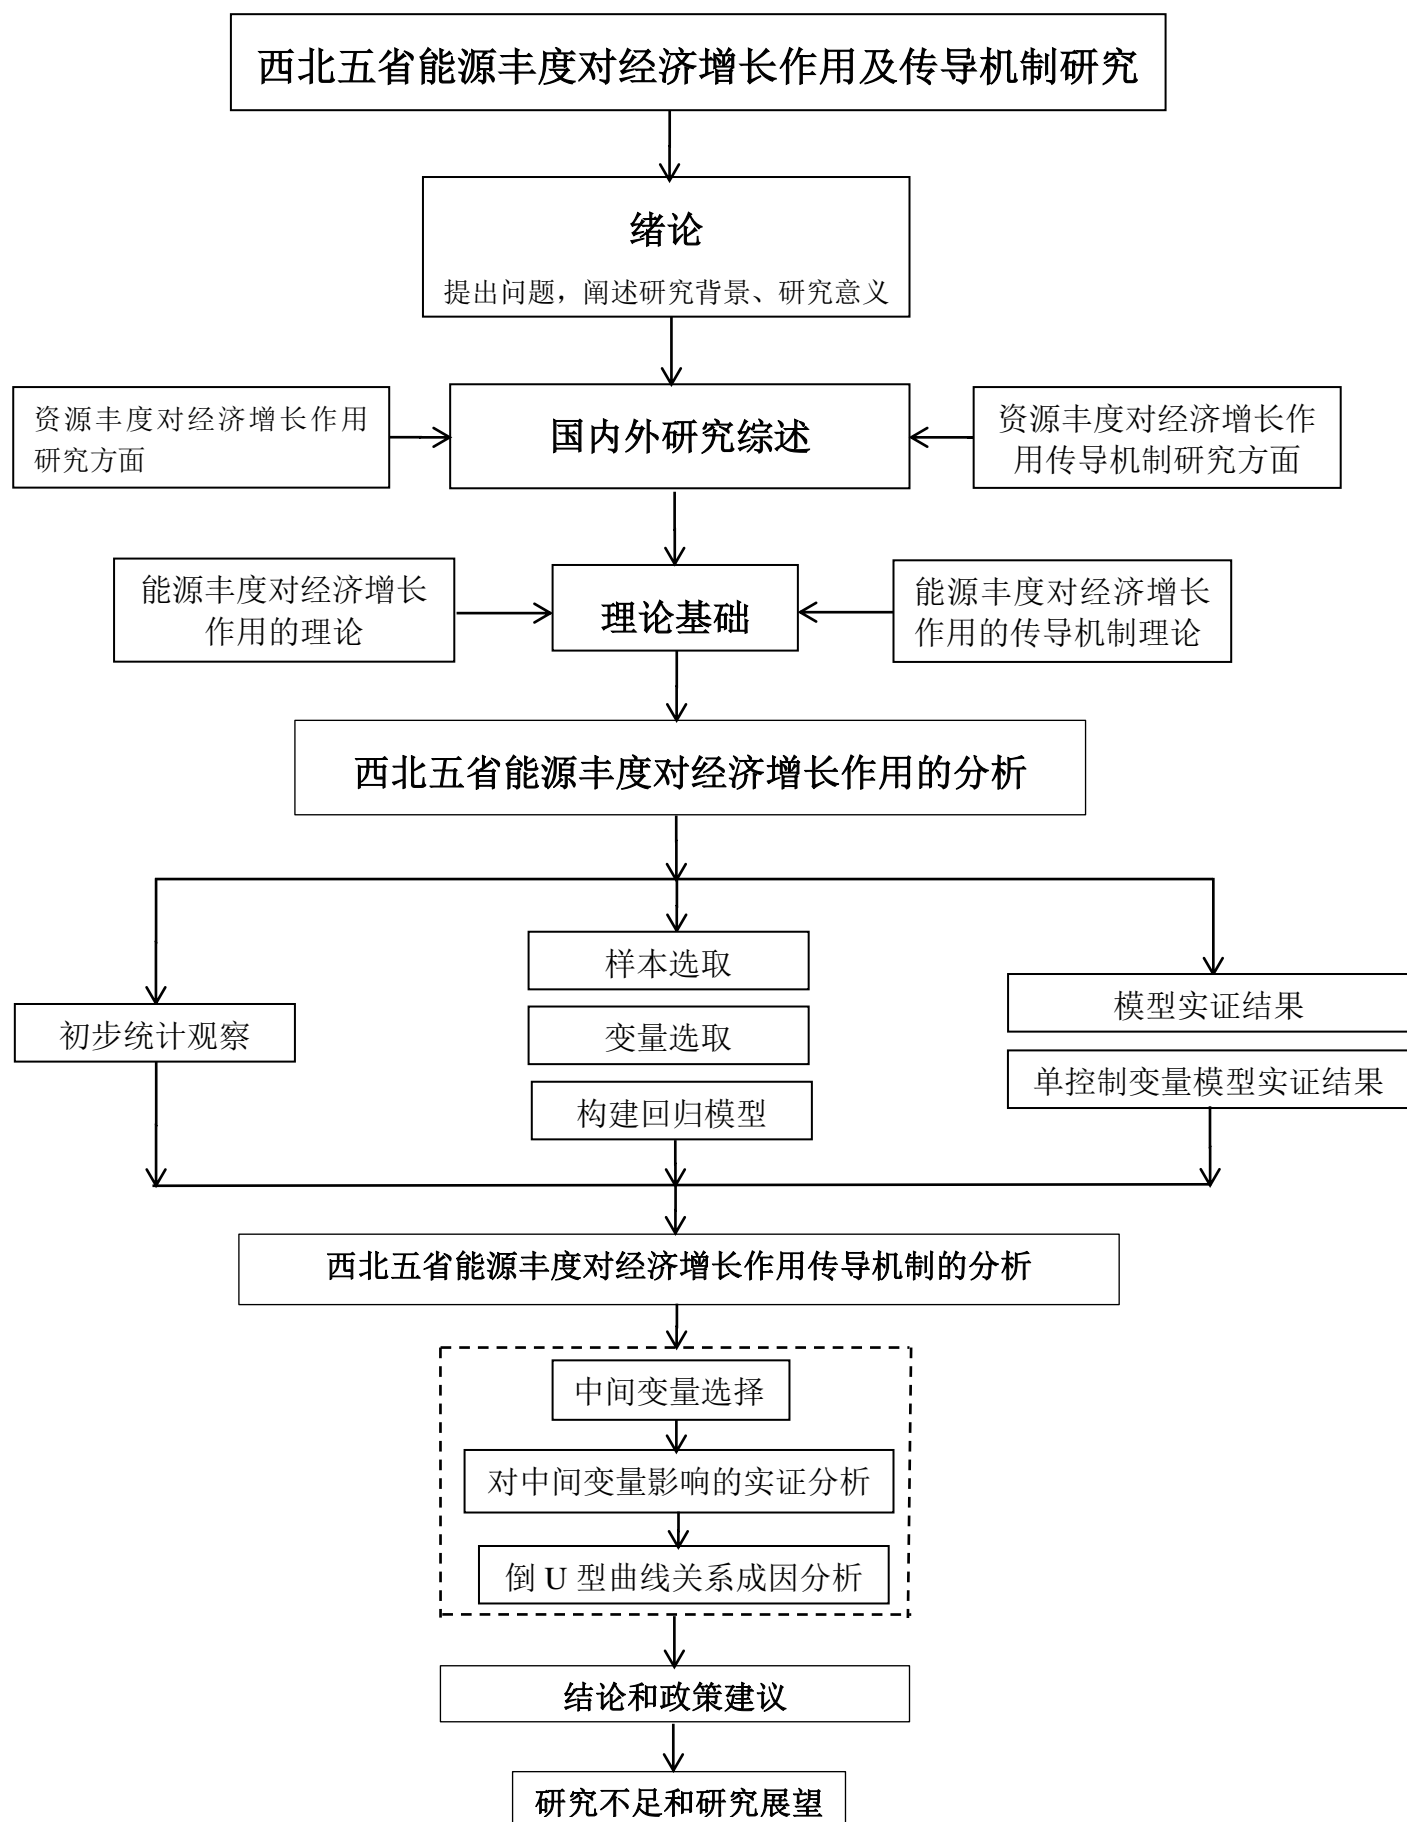 西北五省能源丰度对经济增长作用及传导机制研究
绪论
提出问题，阐述研究背景、研究意义
资源丰度对经济增长作用
研究方面
国内外研究综述
资源丰度对经济增长作
用传导机制研究方面
能源丰度对经济增长
作用的理论
理论基础
能源丰度对经济增长
作用的传导机制理论
西北五省能源丰度对经济增长作用的分析
初步统计观察
样本选取
变量选取
构建回归模型
模型实证结果
单控制变量模型实证结果
西北五省能源丰度对经济增长作用传导机制的分析
中间变量选择
对中间变量影响的实证分析
倒 U 型曲线关系成因分析
结论和政策建议
研究不足和研究展望